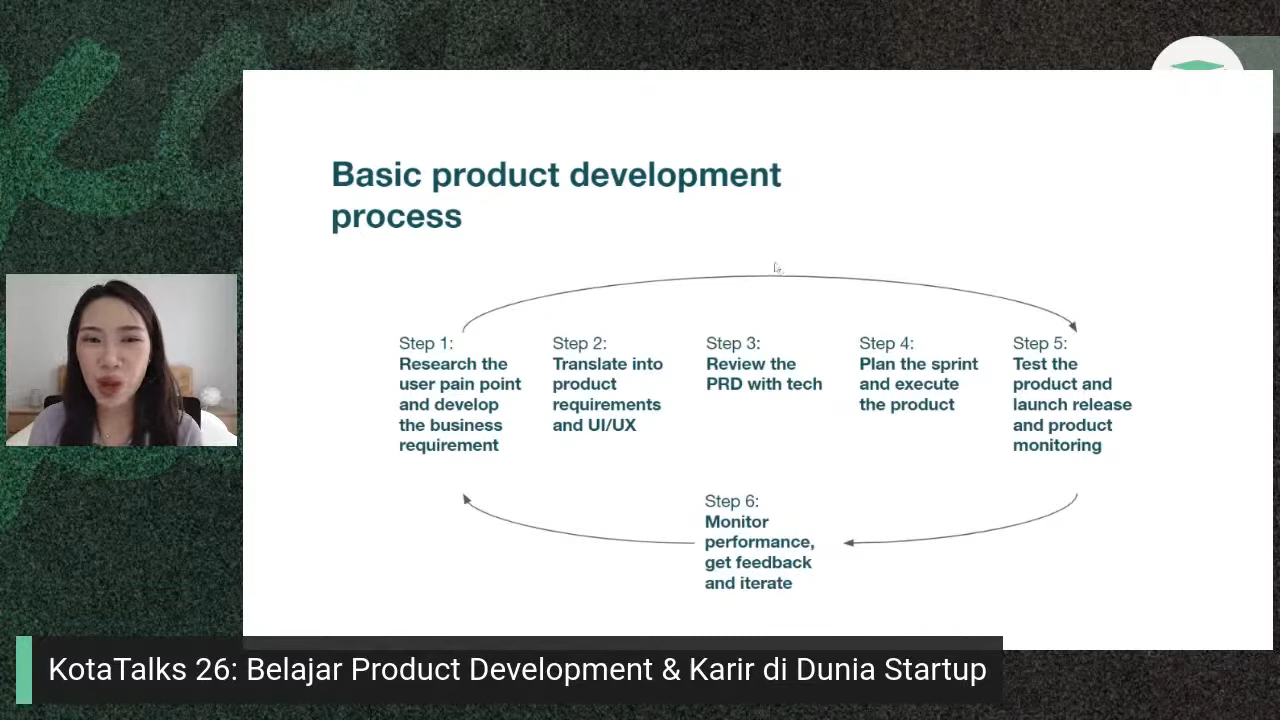 Basic product development
process
Step 1:
Research the
user pain point
and develop
the business
requirement
Step 2:
Translate into
product
requirements
and UI/UX
Step 3:
Review the
PRD with tech
Step 4:
Plan the sprint
and execute
the product
Step 5:
Test the
product and
launch release
and product
monitoring
Step 6:
Monitor
performance,
get feedback
and iterate
KotaTalks 26: Belajar Product Development & Karir di Dunia Startup